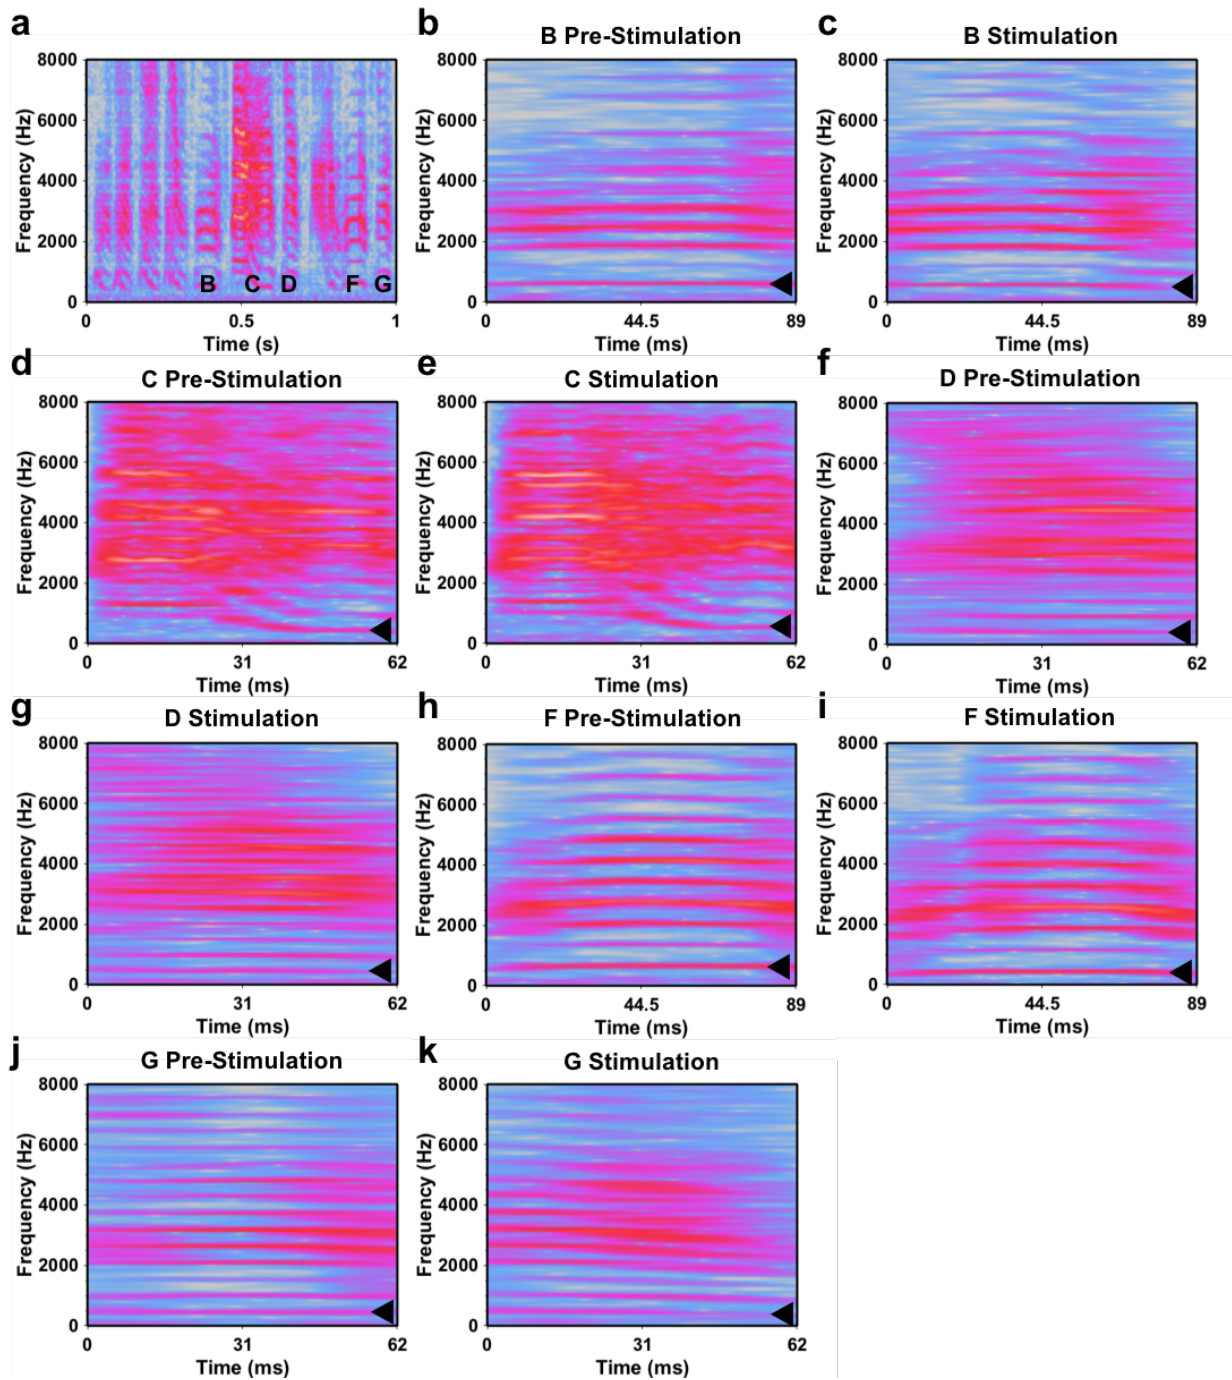 a
8000
6000
4000
2000
0
Frequency (Hz)
B C D F G
0 0.5 1
Time (s)
b
B Pre-Stimulation
8000
6000
4000
2000
0
Frequency (Hz)
0 44.5 89
Time (ms)
c
B Stimulation
8000
6000
4000
2000
0
Frequency (Hz)
0 44.5 89
Time (ms)
d
C Pre-Stimulation
8000
6000
4000
2000
0
Frequency (Hz)
0 31 62
Time (ms)
e
C Stimulation
8000
6000
4000
2000
0
Frequency (Hz)
0 31 62
Time (ms)
f
D Pre-Stimulation
8000
6000
4000
2000
0
Frequency (Hz)
0 31 62
Time (ms)
g
D Stimulation
8000
6000
4000
2000
0
Frequency (Hz)
0 31 62
Time (ms)
h
F Pre-Stimulation
8000
6000
4000
2000
0
Frequency (Hz)
0 44.5 89
Time (ms)
i
F Stimulation
8000
6000
4000
2000
0
Frequency (Hz)
0 44.5 89
Time (ms)
j
G Pre-Stimulation
8000
6000
4000
2000
0
Frequency (Hz)
0 31 62
Time (ms)
k
G Stimulation
8000
6000
4000
2000
0
Frequency (Hz)
0 31 62
Time (ms)